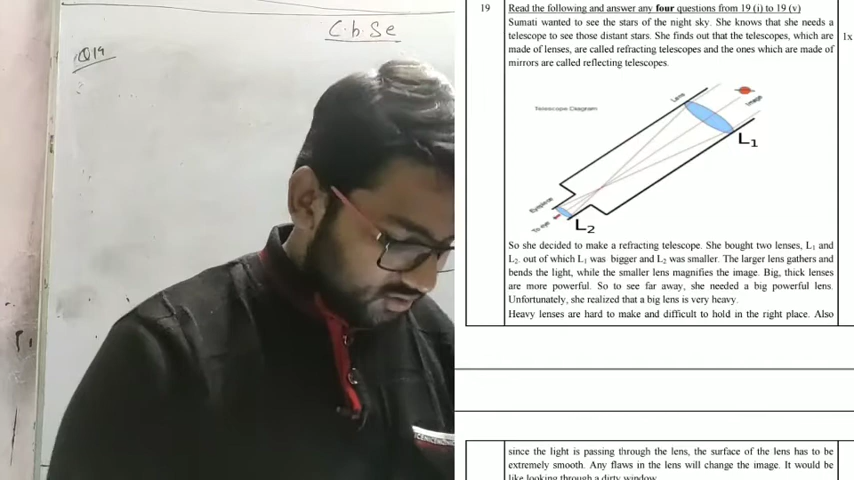 C.b.Se
Q19
19
Read the following and answer any four questions from 19 (i) to 19 (v)
Sumati wanted to see the stars of the night sky. She knows that she needs a
telescope to see those distant stars. She finds out that the telescopes, which are
made of lenses, are called refracting telescopes and the ones which are made of
mirrors are called reflecting telescopes.
1x
Telescope Diagram
Lens
Image
L1
Eyepiece
To eye
L2
So she decided to make a refracting telescope. She bought two lenses, L1 and
L2. out of which L1 was bigger and L2 was smaller. The larger lens gathers and
bends the light, while the smaller lens magnifies the image. Big, thick lenses
are more powerful. So to see far away, she needed a big powerful lens.
Unfortunately, she realized that a big lens is very heavy.
Heavy lenses are hard to make and difficult to hold in the right place. Also
since the light is passing through the lens, the surface of the lens has to be
extremely smooth. Any flaws in the lens will change the image. It would be
like looking through a dirty window.